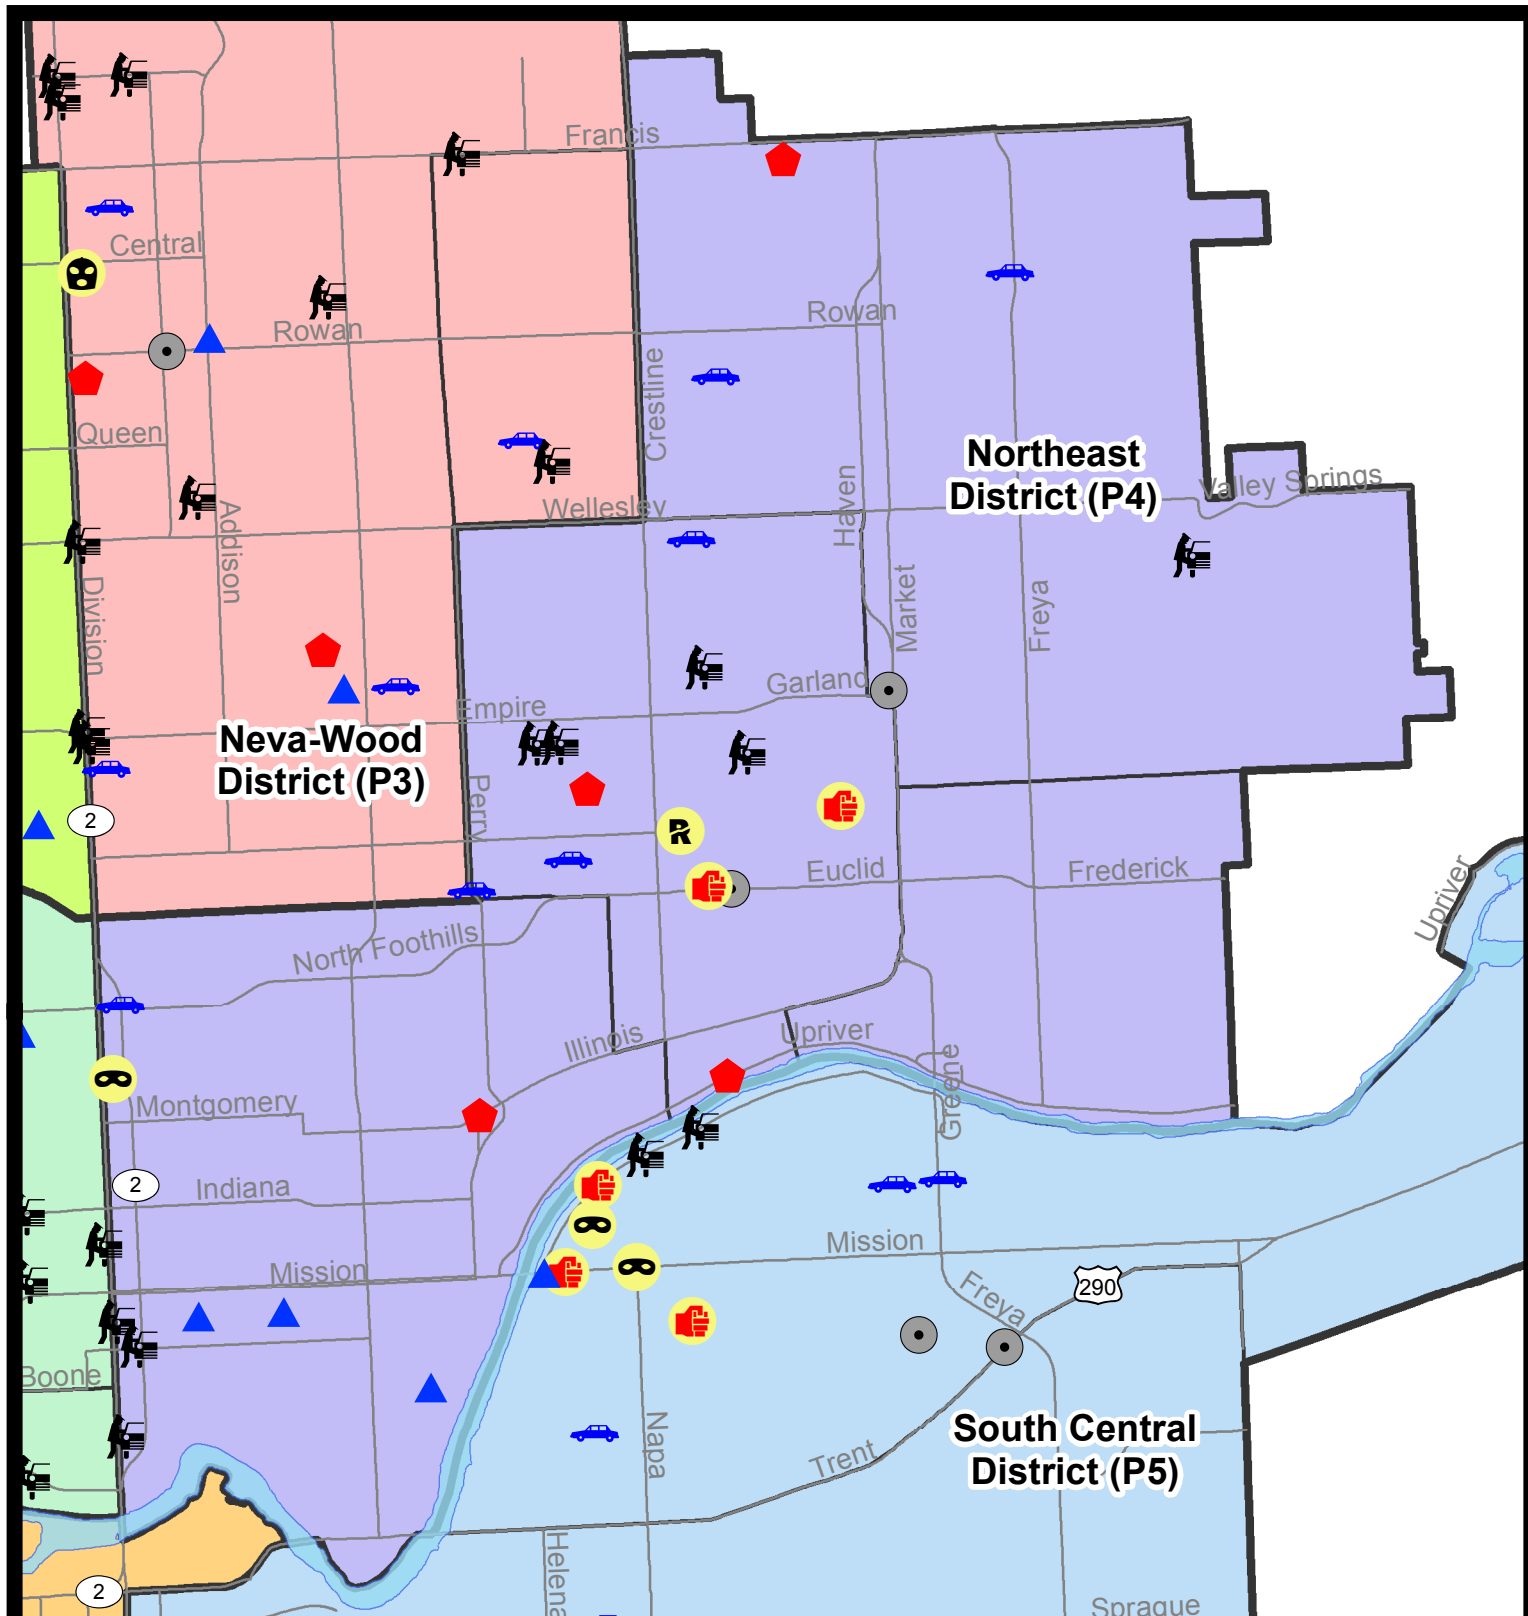 Francis
Central
Rowan
Rowan
Crestline
Queen
Northeast
District (P4)
Valley Springs
Haven
Wellesley
Addison
Division
Market
Freya
Garland
Empire
Neva-Wood
District (P3)
Perry
2
R
Euclid
Frederick
Upriver
North Foothills
Illinois
Upriver
Greene
Montgomery
2
Indiana
Mission
Mission
Freya
290
Boone
Napa
South Central
District (P5)
Trent
Helena
2
Sprague